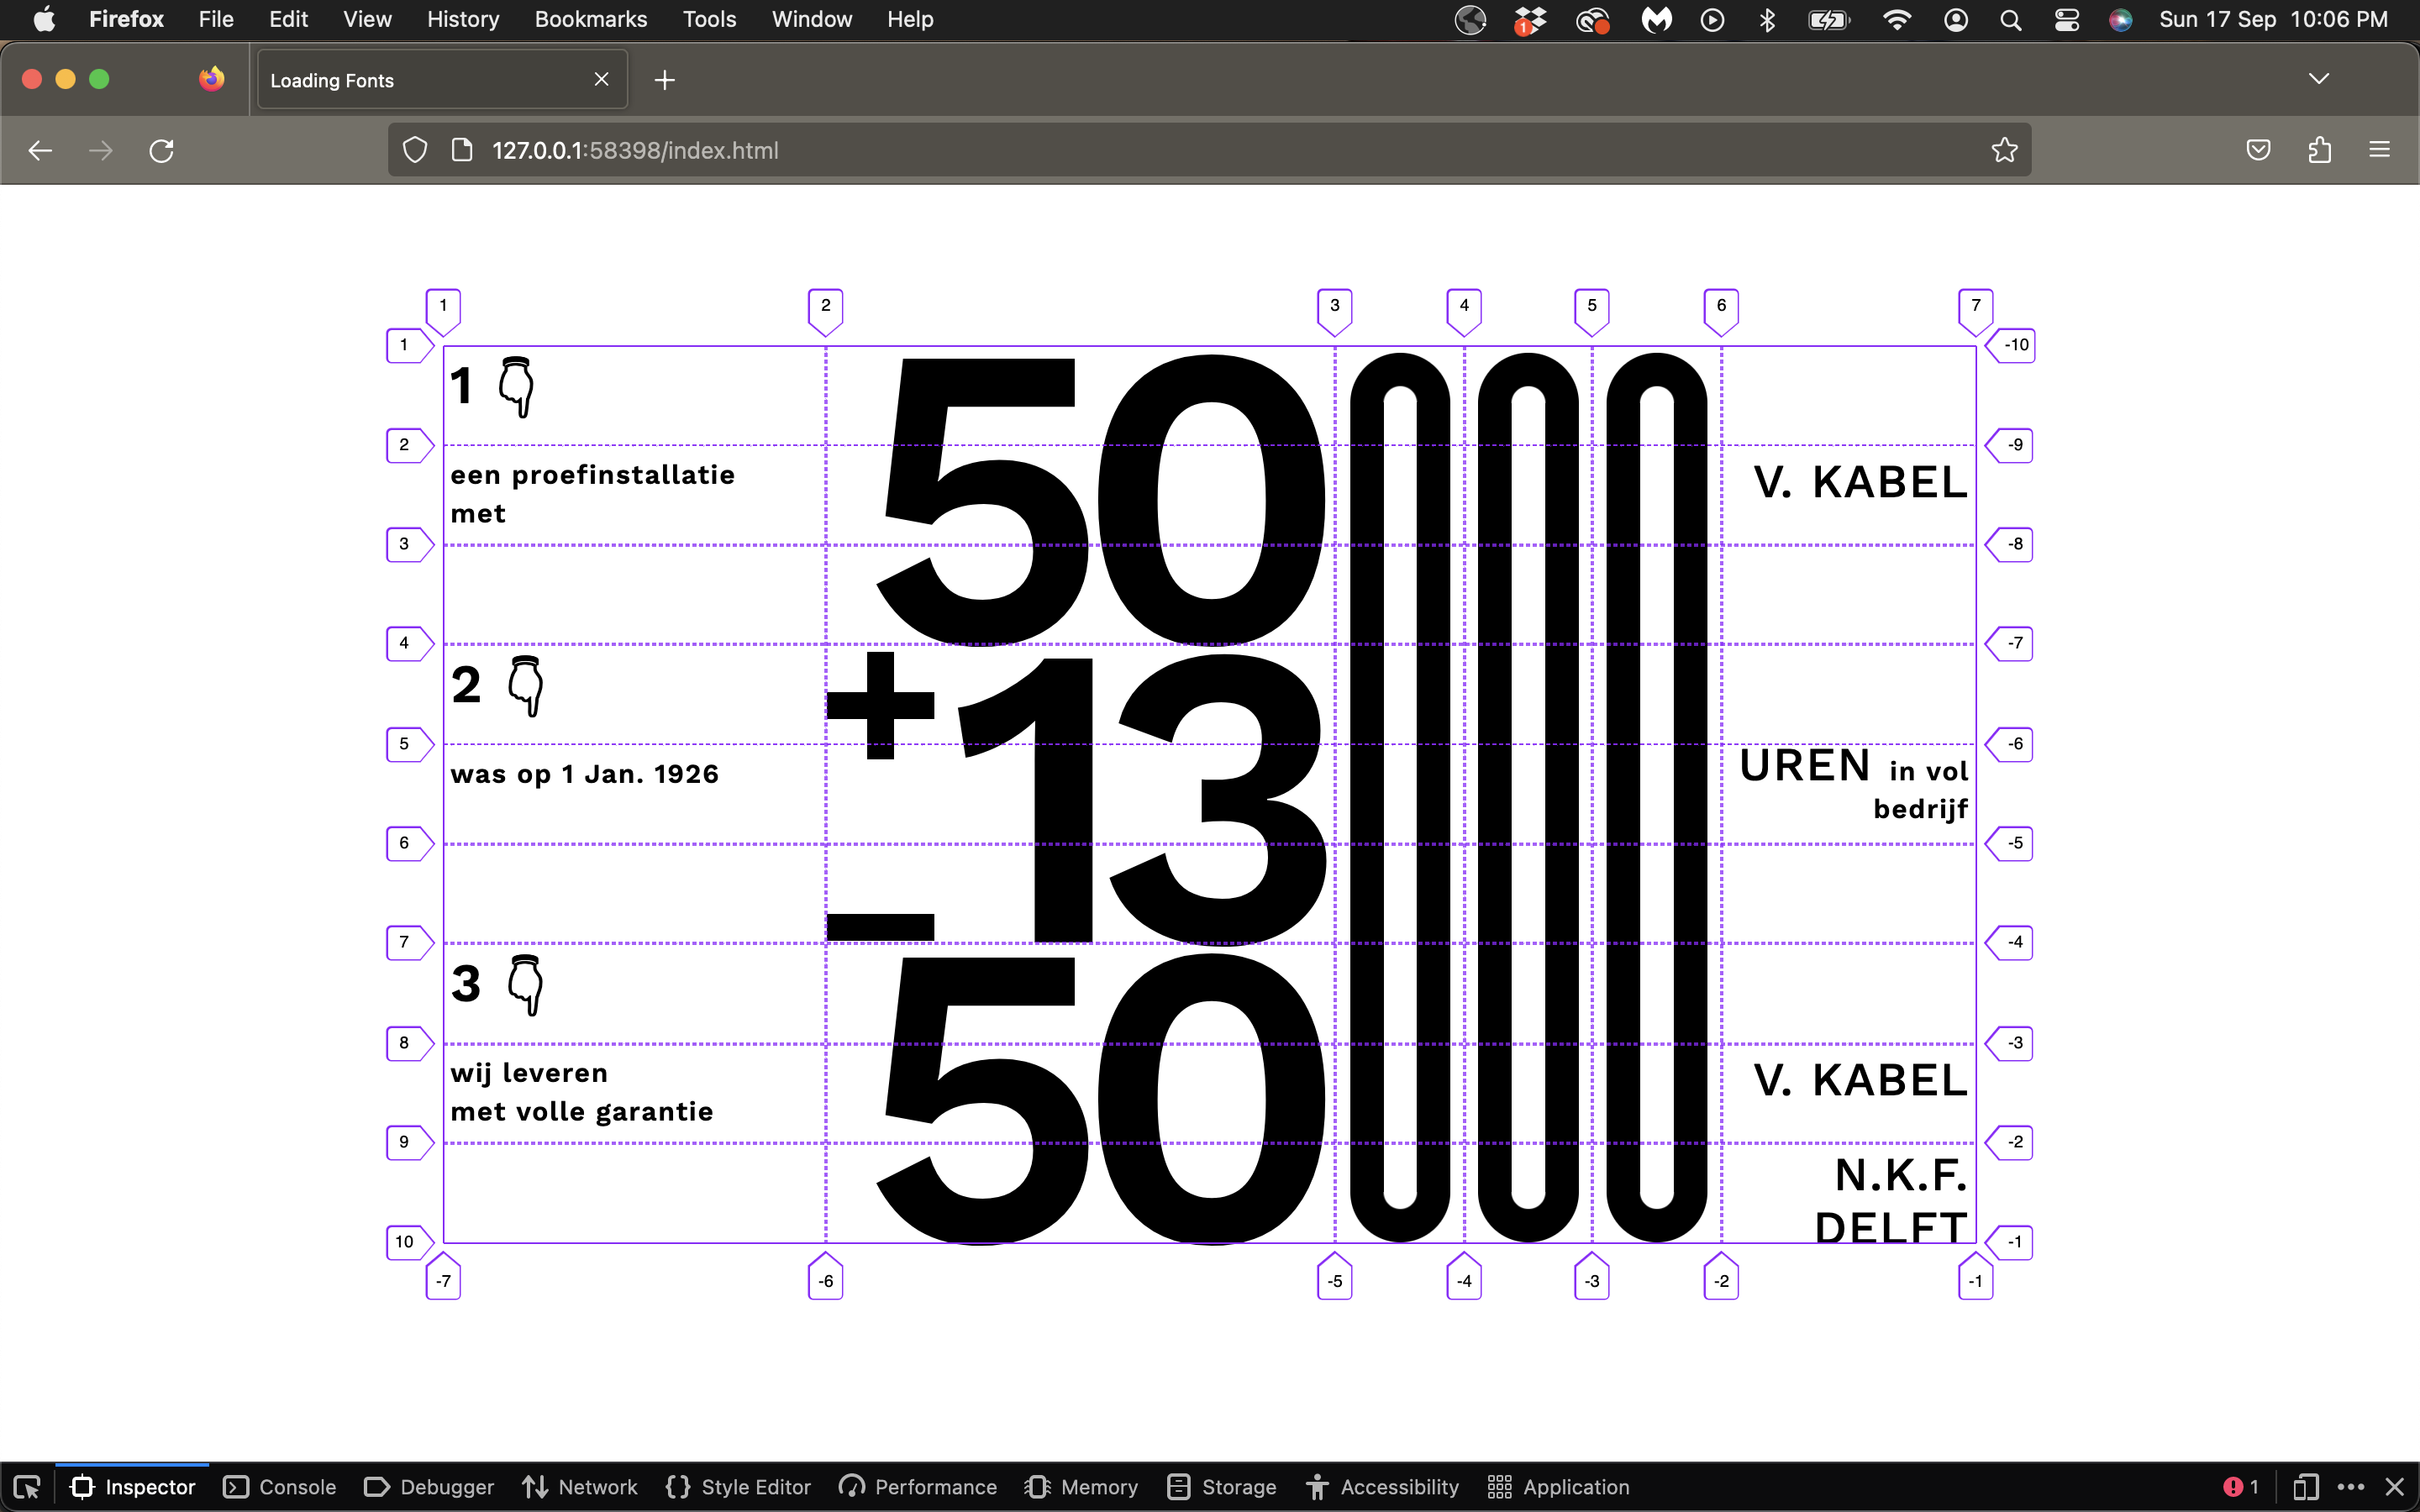 Firefox File Edit View History Bookmarks Tools Window Help 1 Sun 17 Sep 10:06 PM
Loading Fonts
127.0.0.1:58398/index.html
1 2 3 4 5 6 7
1 -10
1
50
2 -9
een proefinstallatie
met
V. KABEL
3 -8
4 -7
2
+13
5 -6
was op 1 Jan. 1926
UREN in vol
bedrijf
6 -5
–
7 -4
3
50
8 -3
wij leveren
met volle garantie
V. KABEL
9 -2
N.K.F.
DELFT
10 -1
-7 -6 -5 -4 -3 -2 -1
Inspector Console Debugger Network Style Editor Performance Memory Storage Accessibility Application 1